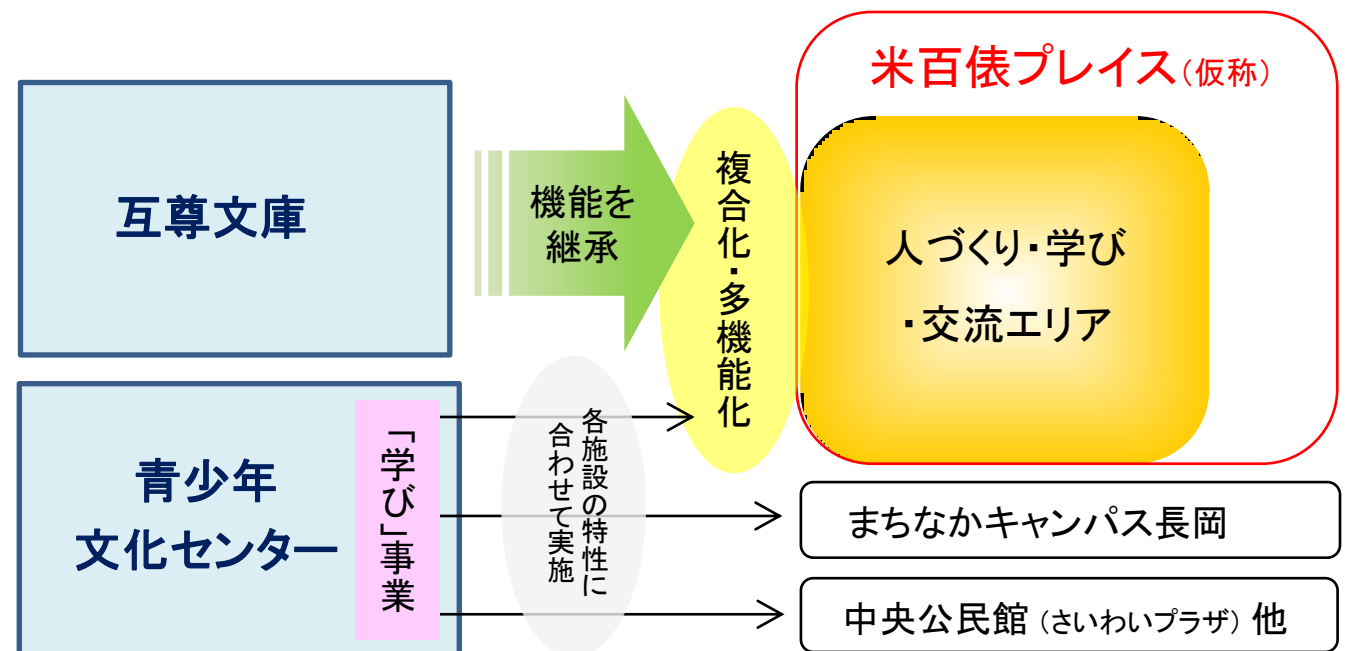 互尊文庫
機能を
継承
複合化・多機能化
米百俵プレイス（仮称）
人づくり・学び
・交流エリア
青少年
文化センター
「学び」事業
各施設の特性に
合わせて実施
まちなかキャンパス長岡
中央公民館（さいわいプラザ）他